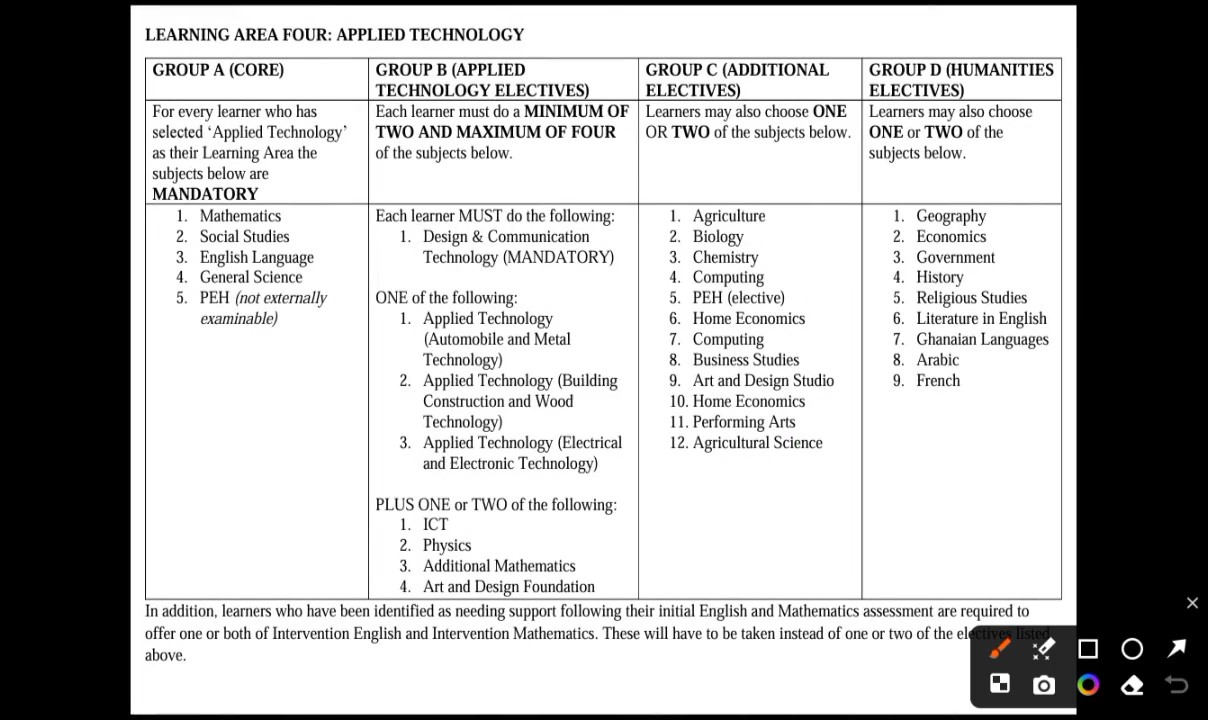 LEARNING AREA FOUR: APPLIED TECHNOLOGY
GROUP A (CORE)
For every learner who has
selected ‘Applied Technology’
as their Learning Area the
subjects below are
MANDATORY
1. Mathematics
2. Social Studies
3. English Language
4. General Science
5. PEH (not externally
examinable)
GROUP B (APPLIED
TECHNOLOGY ELECTIVES)
Each learner must do a MINIMUM OF
TWO AND MAXIMUM OF FOUR
of the subjects below.
Each learner MUST do the following:
1. Design & Communication
Technology (MANDATORY)
ONE of the following:
1. Applied Technology
(Automobile and Metal
Technology)
2. Applied Technology (Building
Construction and Wood
Technology)
3. Applied Technology (Electrical
and Electronic Technology)
PLUS ONE or TWO of the following:
1. ICT
2. Physics
3. Additional Mathematics
4. Art and Design Foundation
GROUP C (ADDITIONAL
ELECTIVES)
Learners may also choose ONE
OR TWO of the subjects below.
1. Agriculture
2. Biology
3. Chemistry
4. Computing
5. PEH (elective)
6. Home Economics
7. Computing
8. Business Studies
9. Art and Design Studio
10. Home Economics
11. Performing Arts
12. Agricultural Science
GROUP D (HUMANITIES
ELECTIVES)
Learners may also choose
ONE or TWO of the
subjects below.
1. Geography
2. Economics
3. Government
4. History
5. Religious Studies
6. Literature in English
7. Ghanaian Languages
8. Arabic
9. French
In addition, learners who have been identified as needing support following their initial English and Mathematics assessment are required to
offer one or both of Intervention English and Intervention Mathematics. These will have to be taken instead of one or two of the electives listed
above.